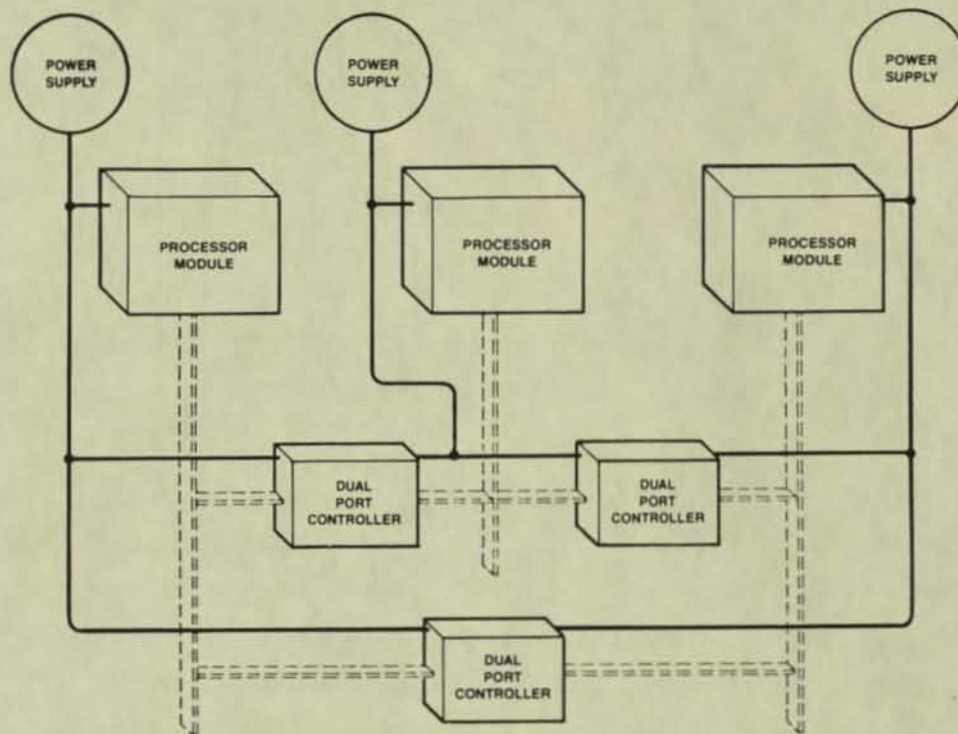 POWER
SUPPLY
POWER
SUPPLY
POWER
SUPPLY
PROCESSOR
MODULE
PROCESSOR
MODULE
PROCESSOR
MODULE
DUAL
PORT
CONTROLLER
DUAL
PORT
CONTROLLER
DUAL
PORT
CONTROLLER